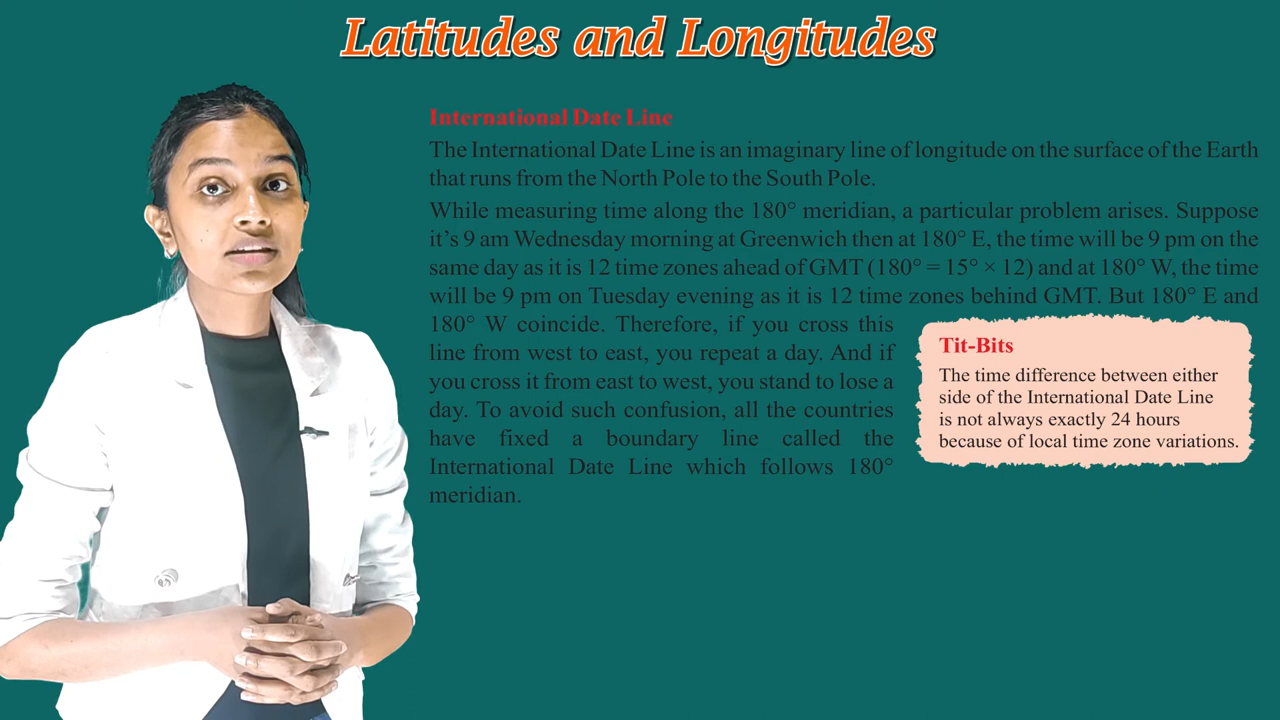 Latitudes and Longitudes
International Date Line
The International Date Line is an imaginary line of longitude on the surface of the Earth
that runs from the North Pole to the South Pole.
While measuring time along the 180° meridian, a particular problem arises. Suppose
it’s 9 am Wednesday morning at Greenwich then at 180° E, the time will be 9 pm on the
same day as it is 12 time zones ahead of GMT (180° = 15° × 12) and at 180° W, the time
will be 9 pm on Tuesday evening as it is 12 time zones behind GMT. But 180° E and
180° W coincide. Therefore, if you cross this
line from west to east, you repeat a day. And if
you cross it from east to west, you stand to lose a
day. To avoid such confusion, all the countries
have fixed a boundary line called the
International Date Line which follows 180°
meridian.
Tit-Bits
The time difference between either
side of the International Date Line
is not always exactly 24 hours
because of local time zone variations.